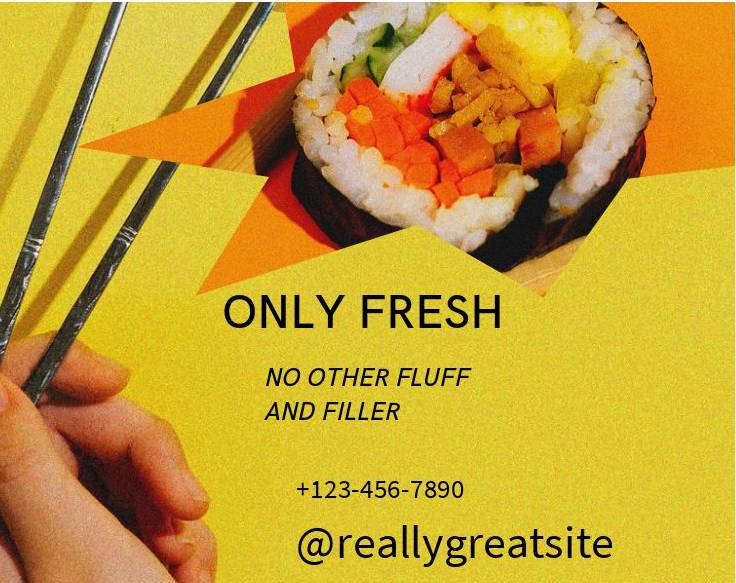 ONLY FRESH
NO OTHER FLUFF
AND FILLER
+123-456-7890
@reallygreatsite